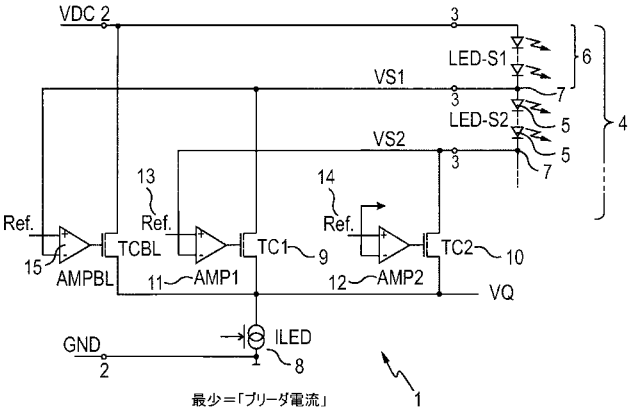 VDC 2
3
LED-S1
6
VS1
3
7
LED-S2
5
4
VS2
3
5
7
13
14
Ref.
Ref.
Ref.
15
TCBL
TC1
9
TC2
10
AMPBL
11
AMP1
12
AMP2
VQ
ILED
GND
2
8
1
最少=「ブリーダ電流」